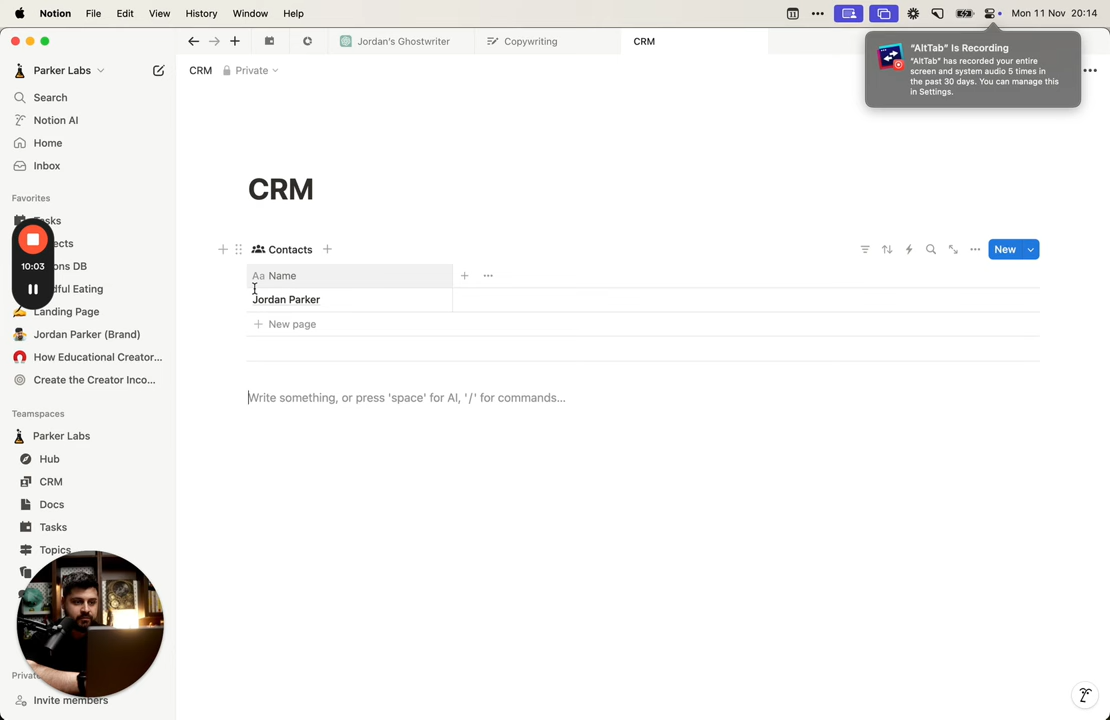 Notion File Edit View History Window Help
Mon 11 Nov 20:14
Jordan's Ghostwriter
Copywriting
CRM
"AltTab" Is Recording
"AltTab" has recorded your entire
screen and system audio 5 times in
the past 30 days. You can manage this
in Settings.
Parker Labs
CRM Private
Search
Notion AI
Home
Inbox
Favorites
10:03
Landing Page
Jordan Parker (Brand)
How Educational Creator...
Create the Creator Inco...
Teamspaces
Parker Labs
Hub
CRM
Docs
Tasks
Topics
Invite members
CRM
Contacts
New
Aa Name
Jordan Parker
New page
Write something, or press 'space' for AI, '/' for commands...